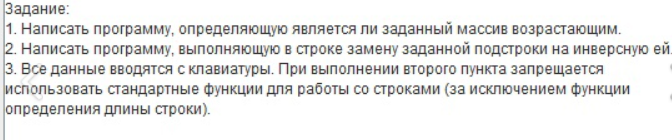 Задание:
1. Написать программу, определяющую является ли заданный массив возрастающим.
2. Написать программу, выполняющую в строке замену заданной подстроки на инверсную ей.
3. Все данные вводятся с клавиатуры. При выполнении второго пункта запрещается
использовать стандартные функции для работы со строками (за исключением функции
определения длины строки).